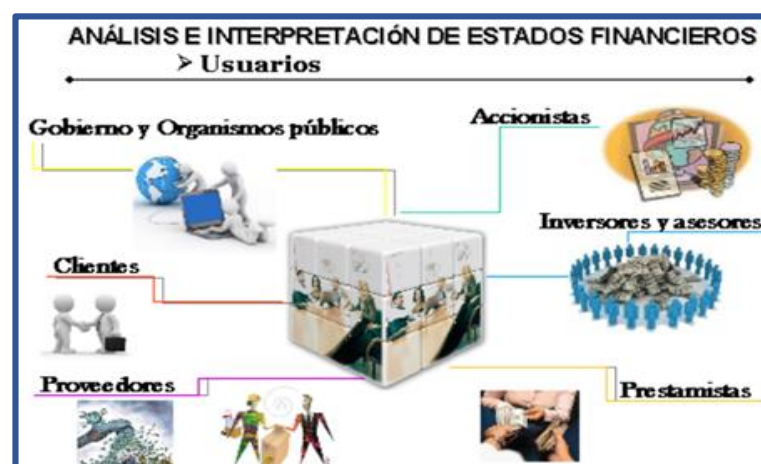 ANÁLISIS E INTERPRETACIÓN DE ESTADOS FINANCIEROS
➢ Usuarios
Gobierno y Organismos públicos
Accionistas
Inversores y asesores
Clientes
Proveedores
Prestamistas